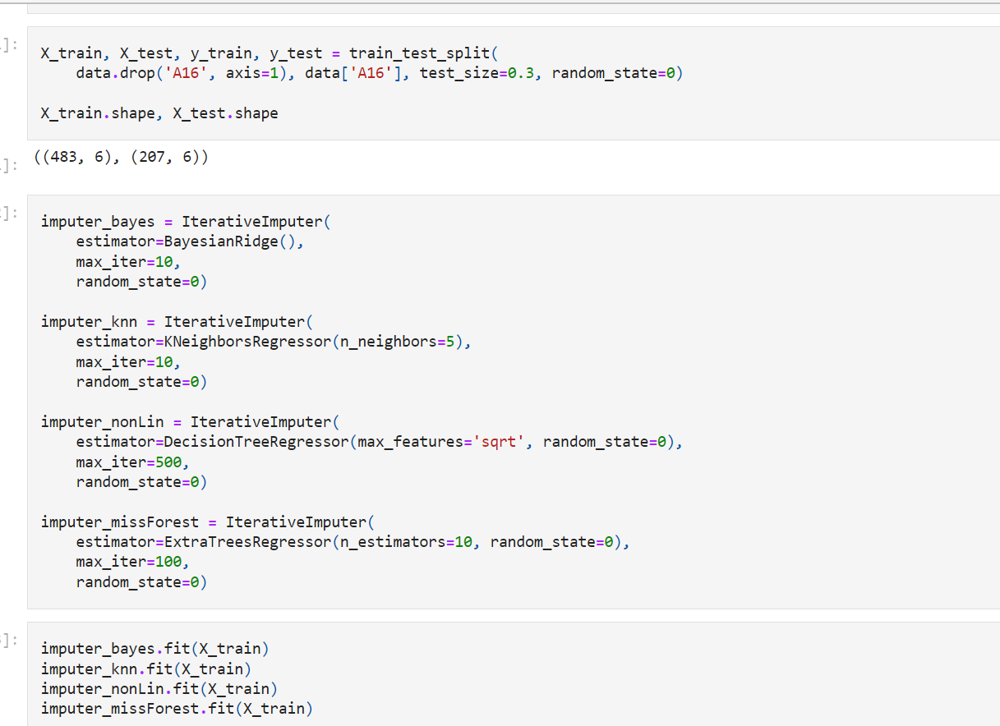 ]:
X_train, X_test, y_train, y_test = train_test_split(
    data.drop('A16', axis=1), data['A16'], test_size=0.3, random_state=0)
X_train.shape, X_test.shape
]:
((483, 6), (207, 6))
]:
imputer_bayes = IterativeImputer(
    estimator=BayesianRidge(),
    max_iter=10,
    random_state=0)
imputer_knn = IterativeImputer(
    estimator=KNeighborsRegressor(n_neighbors=5),
    max_iter=10,
    random_state=0)
imputer_nonLin = IterativeImputer(
    estimator=DecisionTreeRegressor(max_features='sqrt', random_state=0),
    max_iter=500,
    random_state=0)
imputer_missForest = IterativeImputer(
    estimator=ExtraTreesRegressor(n_estimators=10, random_state=0),
    max_iter=100,
    random_state=0)
]:
imputer_bayes.fit(X_train)
imputer_knn.fit(X_train)
imputer_nonLin.fit(X_train)
imputer_missForest.fit(X_train)